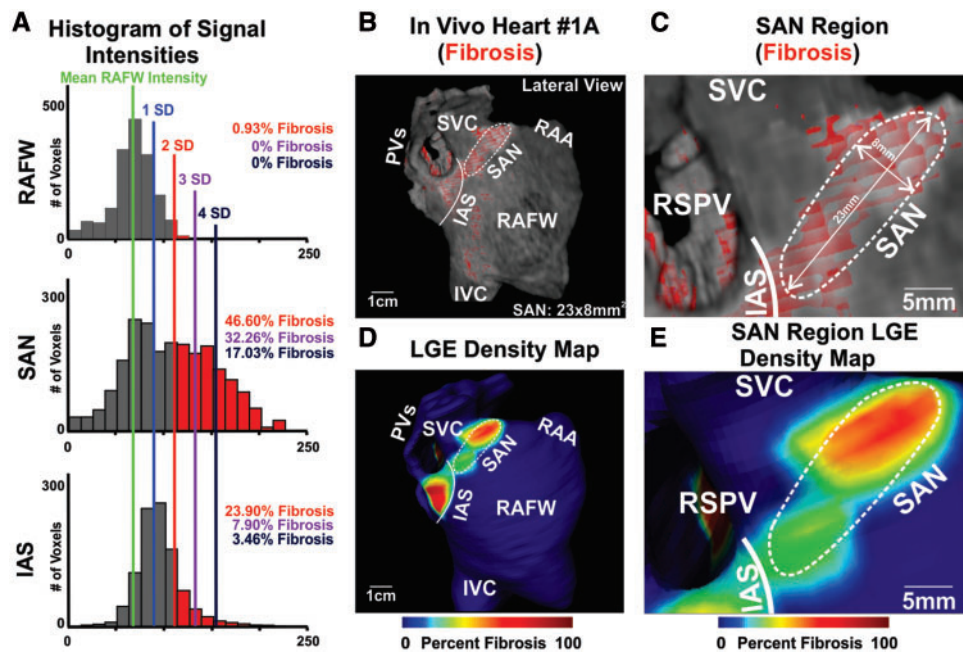 A
Histogram of Signal
Intensities
Mean RAFW Intensity
1 SD
2 SD
3 SD
4 SD
500
0
# of Voxels
RAFW
0.93% Fibrosis
0% Fibrosis
0% Fibrosis
0
250
300
0
# of Voxels
SAN
46.60% Fibrosis
32.26% Fibrosis
17.03% Fibrosis
0
250
300
0
# of Voxels
IAS
23.90% Fibrosis
7.90% Fibrosis
3.46% Fibrosis
0
250
B
In Vivo Heart #1A
(Fibrosis)
Lateral View
PVs
SVC
RAA
SAN
IAS
RAFW
IVC
1cm
SAN: 23x8mm²
C
SAN Region
(Fibrosis)
SVC
8mm
23mm
RSPV
SAN
IAS
5mm
D
LGE Density Map
PVs
SVC
RAA
SAN
IAS
RAFW
IVC
1cm
0 Percent Fibrosis 100
E
SAN Region LGE
Density Map
SVC
RSPV
SAN
IAS
5mm
0 Percent Fibrosis 100